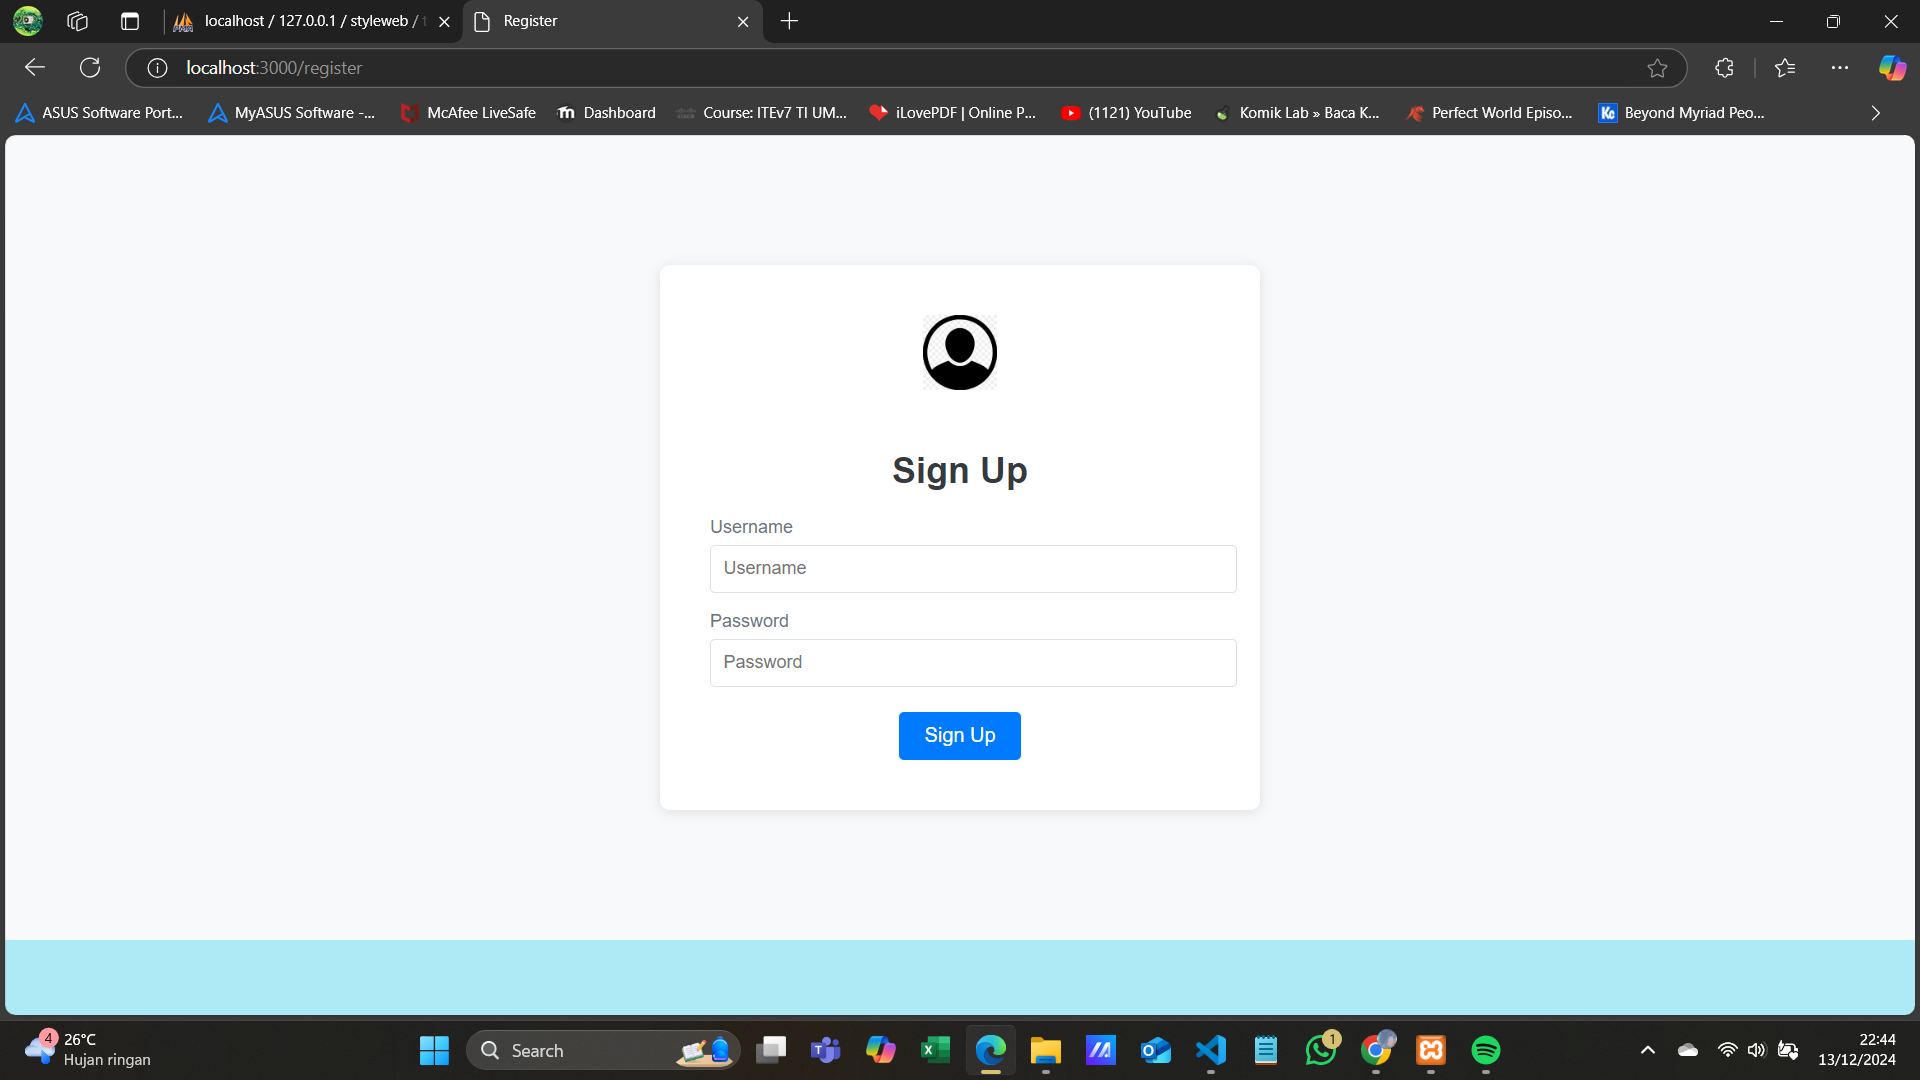 localhost / 127.0.0.1 / styleweb /
Register
localhost:3000/register
ASUS Software Port...
MyASUS Software -...
McAfee LiveSafe
Dashboard
Course: ITEv7 TI UM...
iLovePDF | Online P...
(1121) YouTube
Komik Lab » Baca K...
Perfect World Episo...
Kc
Beyond Myriad Peo...
Sign Up
Username
Username
Password
Password
Sign Up
4
26°C
Hujan ringan
Search
1
22:44
13/12/2024